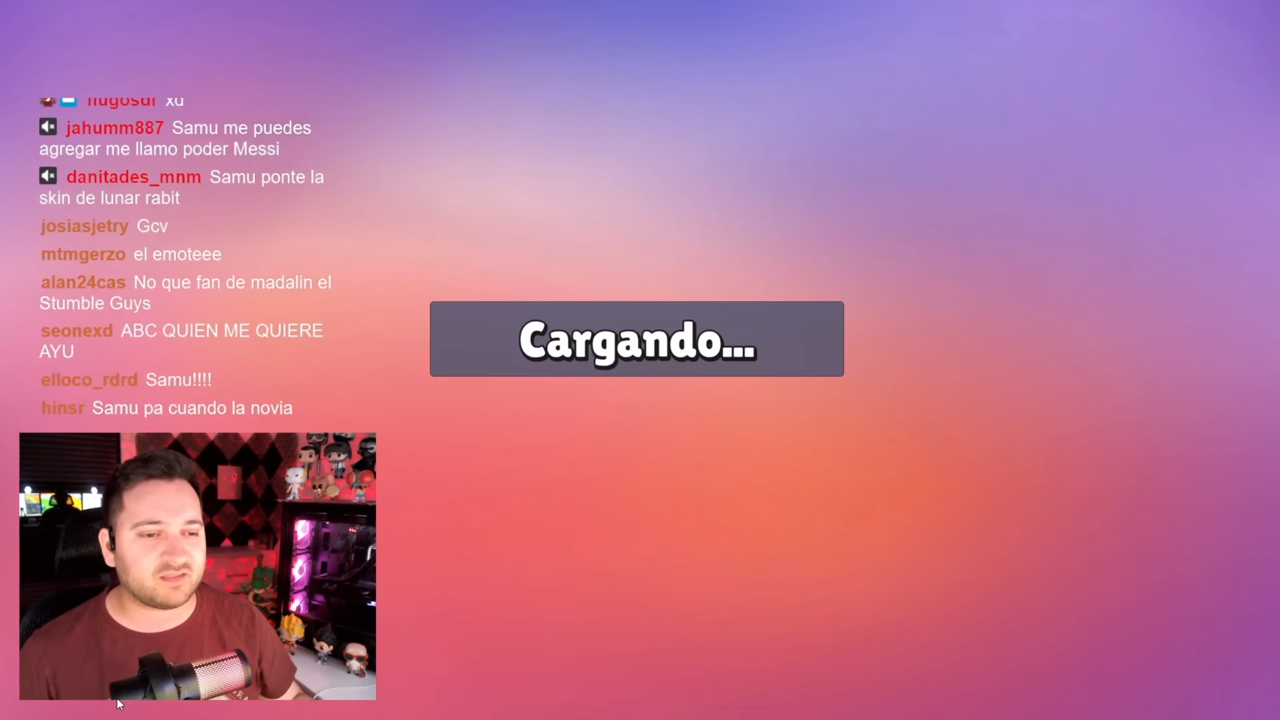 hugosdr xd
jahumm887 Samu me puedes
agregar me llamo poder Messi
danitades_mnm Samu ponte la
skin de lunar rabit
josiasjetry Gcv
mtmgerzo el emoteee
alan24cas No que fan de madalin el
Stumble Guys
seonexd ABC QUIEN ME QUIERE
AYU
elloco_rdrd Samu!!!!
hinsr Samu pa cuando la novia
Cargando...